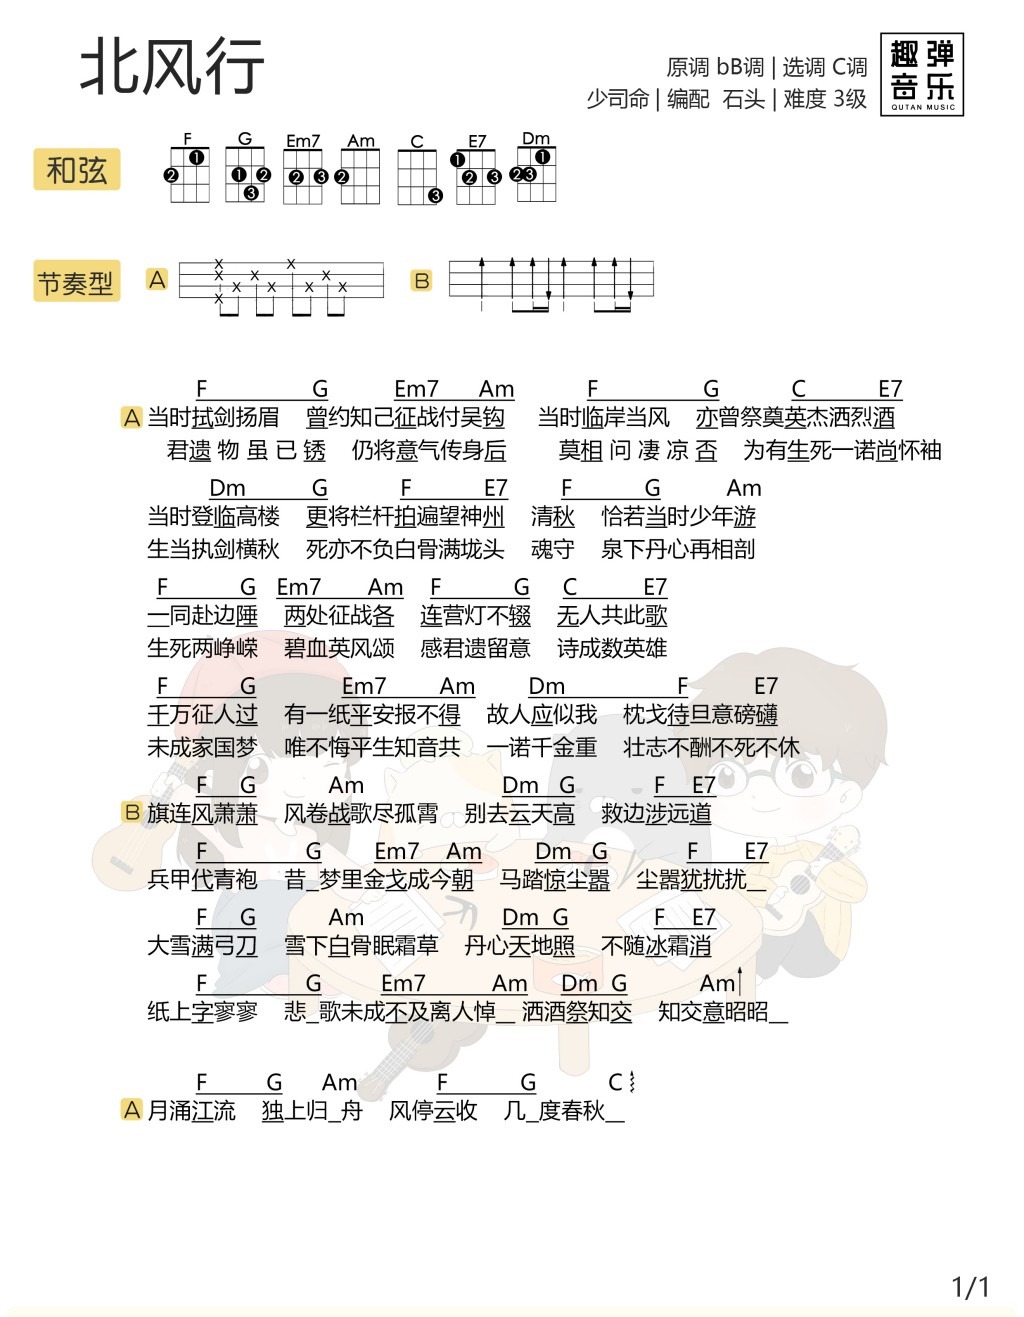 北风行
原调 bB调 | 选调 C调
少司命 | 编配 石头 | 难度 3级
趣弹
音乐
QUTAN MUSIC
和弦
F G Em7 Am C E7 Dm
1 2 1 2 3 2 3 2 3 1 2 3 1 2 3
节奏型 A B
F G Em7 Am F G C E7
A 当时拭剑扬眉 曾约知己征战付吴钩 当时临岸当风 亦曾祭奠英杰洒烈酒
君遗物虽已锈 仍将意气传身后 莫相问凄凉否 为有生死一诺尚怀袖
Dm G F E7 F G Am
当时登临高楼 更将栏杆拍遍望神州 清秋 恰若当时少年游
生当执剑横秋 死亦不负白骨满垅头 魂守 泉下丹心再相剖
F G Em7 Am F G C E7
一同赴边陲 两处征战各 连营灯不辍 无人共此歌
生死两峥嵘 碧血英风颂 感君遗留意 诗成数英雄
F G Em7 Am Dm F E7
千万征人过 有一纸平安报不得 故人应似我 枕戈待旦意磅礴
未成家国梦 唯不悔平生知音共 一诺千金重 壮志不酬不死不休
F G Am Dm G F E7
B 旗连风萧萧 风卷战歌尽孤霄 别去云天高 救边涉远道
F G Em7 Am Dm G F E7
兵甲代青袍 昔_梦里金戈成今朝 马踏惊尘嚣 尘嚣犹扰扰__
F G Am Dm G F E7
大雪满弓刀 雪下白骨眠霜草 丹心天地照 不随冰霜消
F G Em7 Am Dm G Am
纸上字寥寥 悲_歌未成不及离人悼__ 洒酒祭知交 知交意昭昭__
F G Am F G C
A 月涌江流 独上归_舟 风停云收 几_度春秋__
1/1